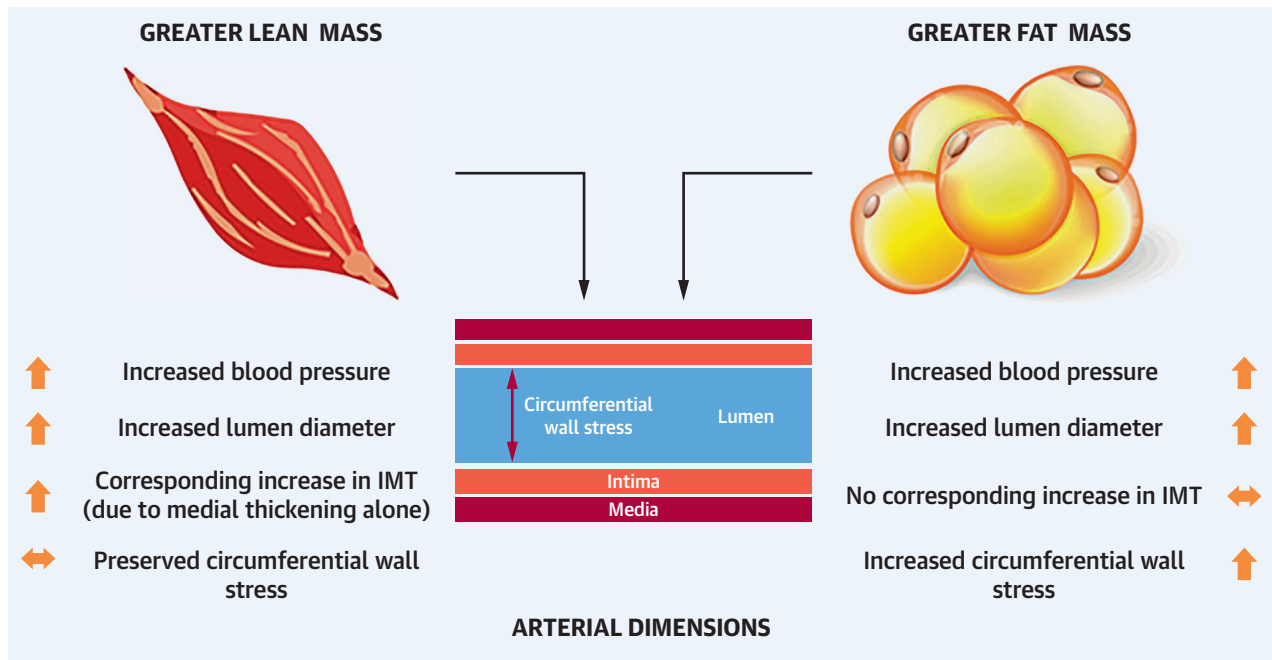 GREATER LEAN MASS
GREATER FAT MASS
Increased blood pressure
Increased lumen diameter
Corresponding increase in IMT
(due to medial thickening alone)
Preserved circumferential wall
stress
Circumferential
wall stress
Lumen
Intima
Media
Increased blood pressure
Increased lumen diameter
No corresponding increase in IMT
Increased circumferential wall
stress
ARTERIAL DIMENSIONS